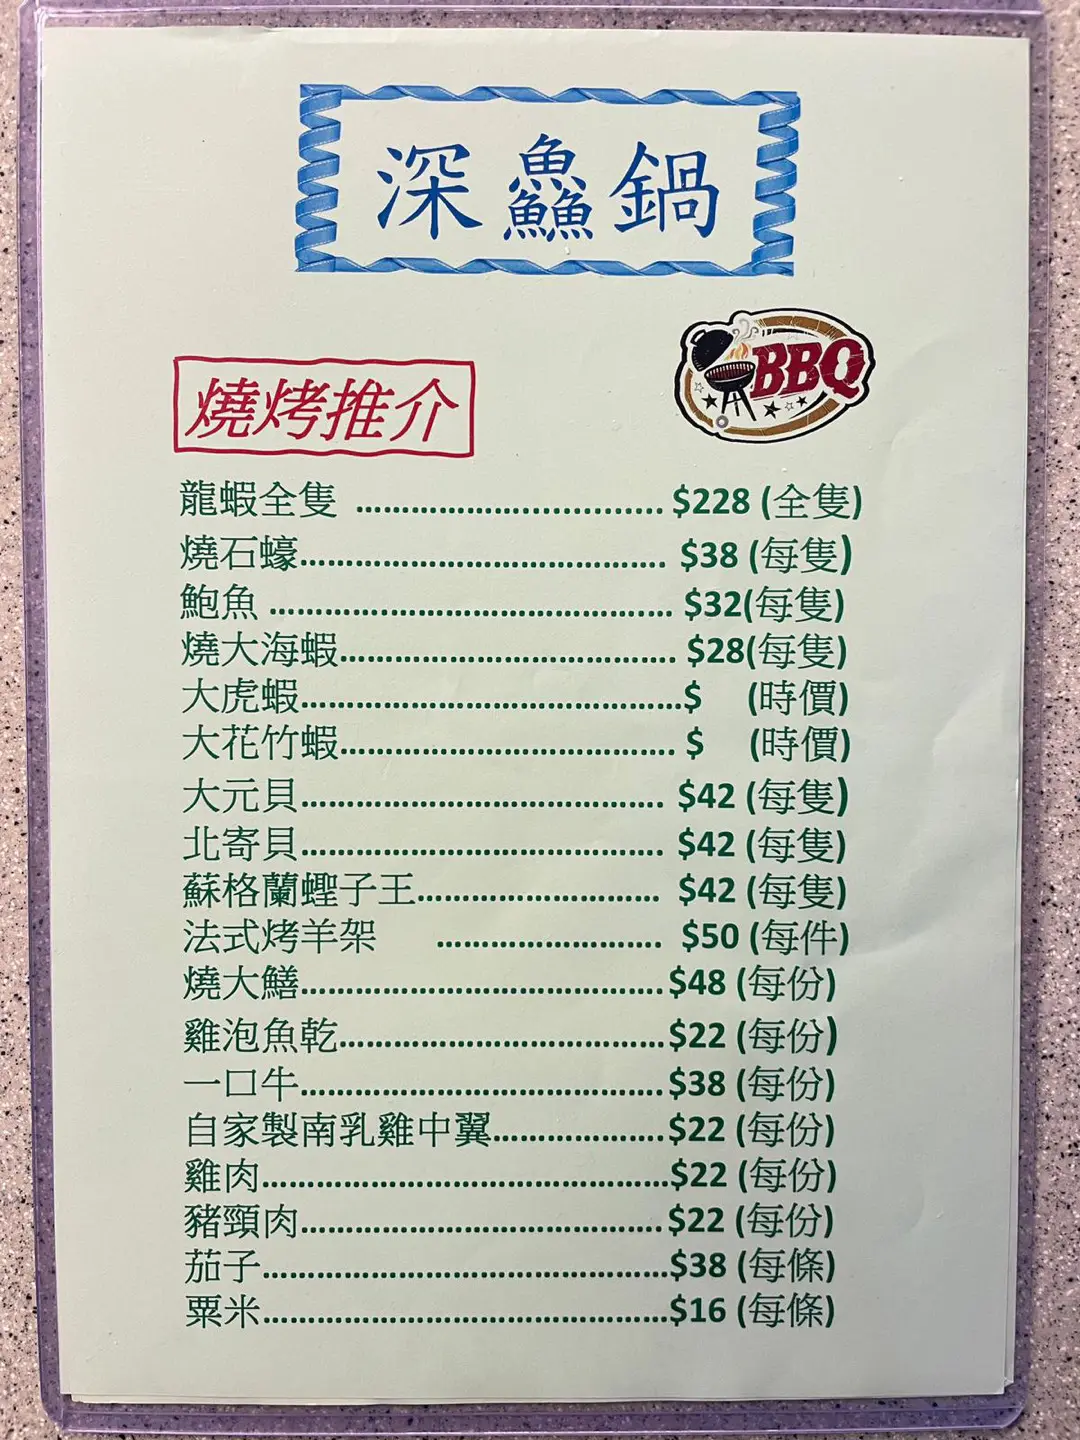 深鱻鍋
BBQ
燒烤推介
龍蝦全隻 ................................ $228 (全隻)
燒石蠔...................................... $38 (每隻)
鮑魚 ......................................... $32(每隻)
燒大海蝦.................................. $28(每隻)
大虎蝦.......................................$ (時價)
大花竹蝦.................................. $ (時價)
大元貝..................................... $42 (每隻)
北寄貝..................................... $42 (每隻)
蘇格蘭蟶子王......................... $42 (每隻)
法式烤羊架 ....................... $50 (每件)
燒大鱔.....................................$48 (每份)
雞泡魚乾.................................$22 (每份)
一口牛.....................................$38 (每份)
自家製南乳雞中翼..................$22 (每份)
雞肉.........................................$22 (每份)
豬頸肉.....................................$22 (每份)
茄子.........................................$38 (每條)
粟米.........................................$16 (每條)